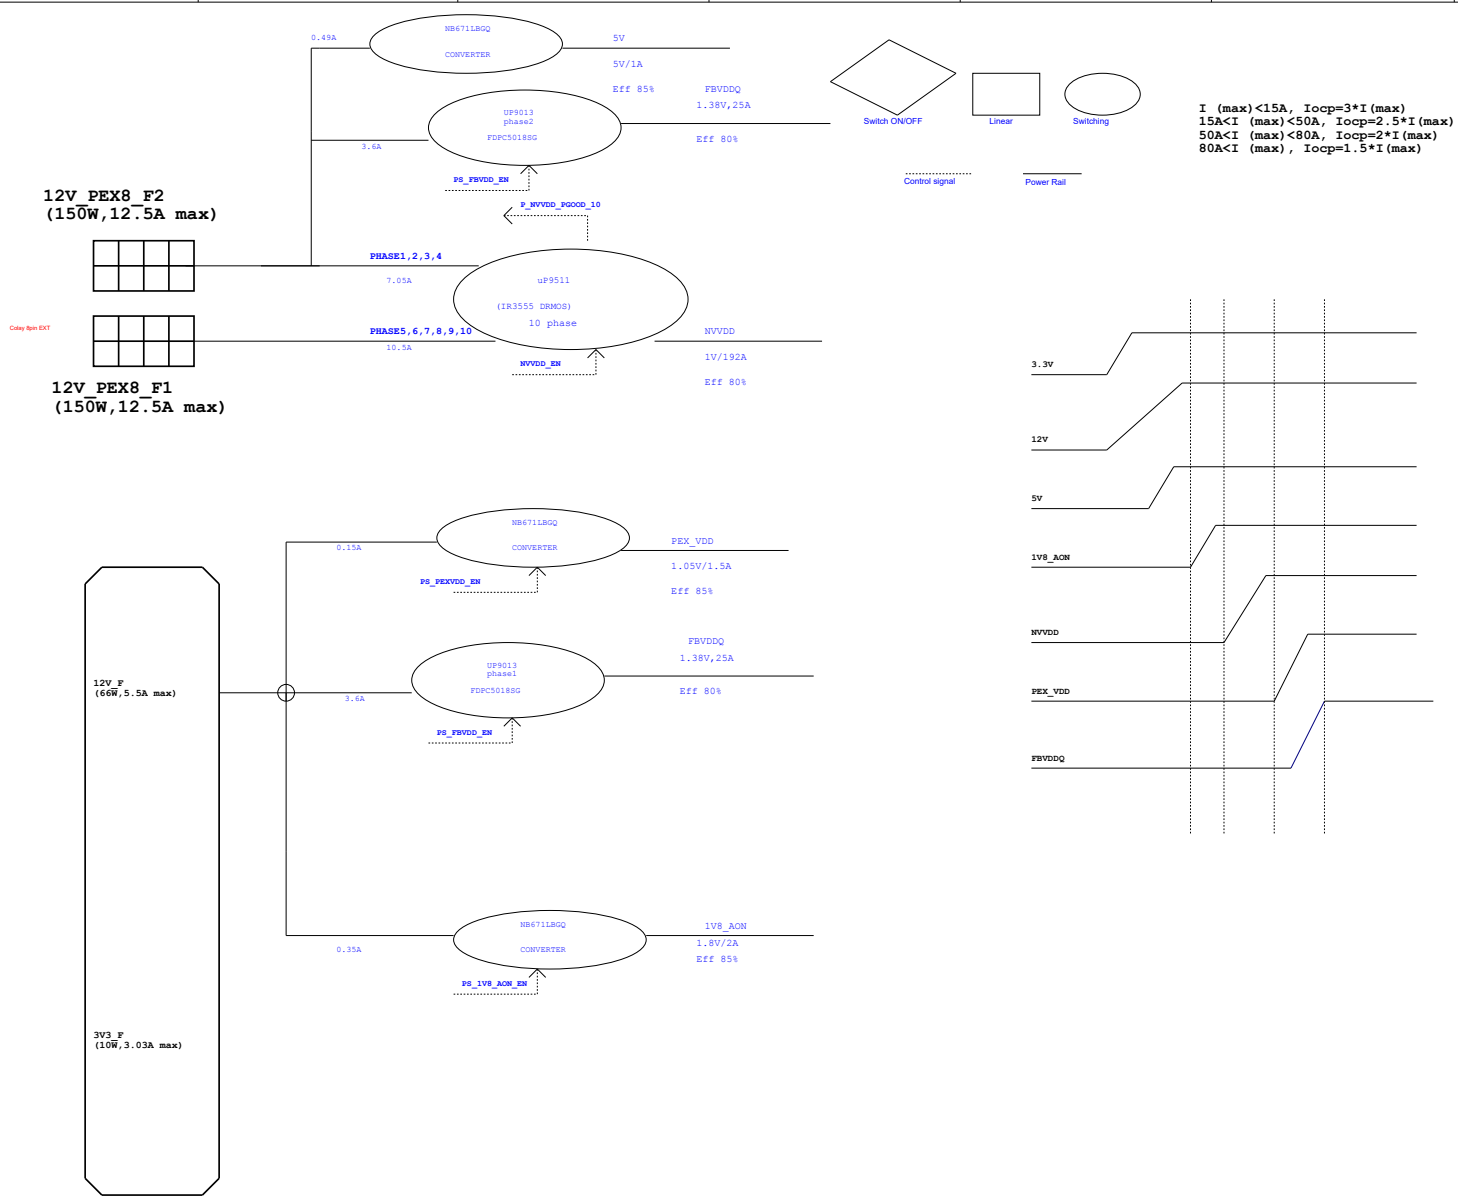 0.49A
NB671LBGQ
CONVERTER
5V
5V/1A
Eff 85%
3.6A
UP9013
phase2
FDPC5018SG
FBVDDQ
1.38V,25A
Eff 80%
PS_FBVDD_EN
Switch ON/OFF
Linear
Switching
Control signal
Power Rail
I (max)<15A, Iocp=3*I(max)
15A<I (max)<50A, Iocp=2.5*I(max)
50A<I (max)<80A, Iocp=2*I(max)
80A<I (max), Iocp=1.5*I(max)
12V_PEX8_F2
(150W,12.5A max)
P_NVVDD_PGOOD_10
PHASE1,2,3,4
7.05A
uP9511
(IR3555 DRMOS)
10 phase
Colay 8pin EXT
PHASE5,6,7,8,9,10
10.5A
NVVDD
1V/192A
Eff 80%
NVVDD_EN
12V_PEX8_F1
(150W,12.5A max)
3.3V
12V
5V
1V8_AON
NVVDD
PEX_VDD
FBVDDQ
0.15A
NB671LBGQ
CONVERTER
PEX_VDD
1.05V/1.5A
Eff 85%
PS_PEXVDD_EN
12V_F
(66W,5.5A max)
3.6A
UP9013
phase1
FDPC5018SG
FBVDDQ
1.38V,25A
Eff 80%
PS_FBVDD_EN
0.35A
NB671LBGQ
CONVERTER
1V8_AON
1.8V/2A
Eff 85%
PS_1V8_AON_EN
3V3_F
(10W,3.03A max)